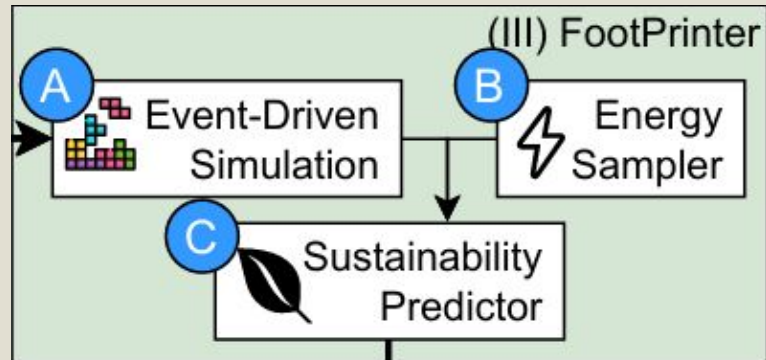 (III) FootPrinter
A
Event-Driven
Simulation
B
Energy
Sampler
C
Sustainability
Predictor